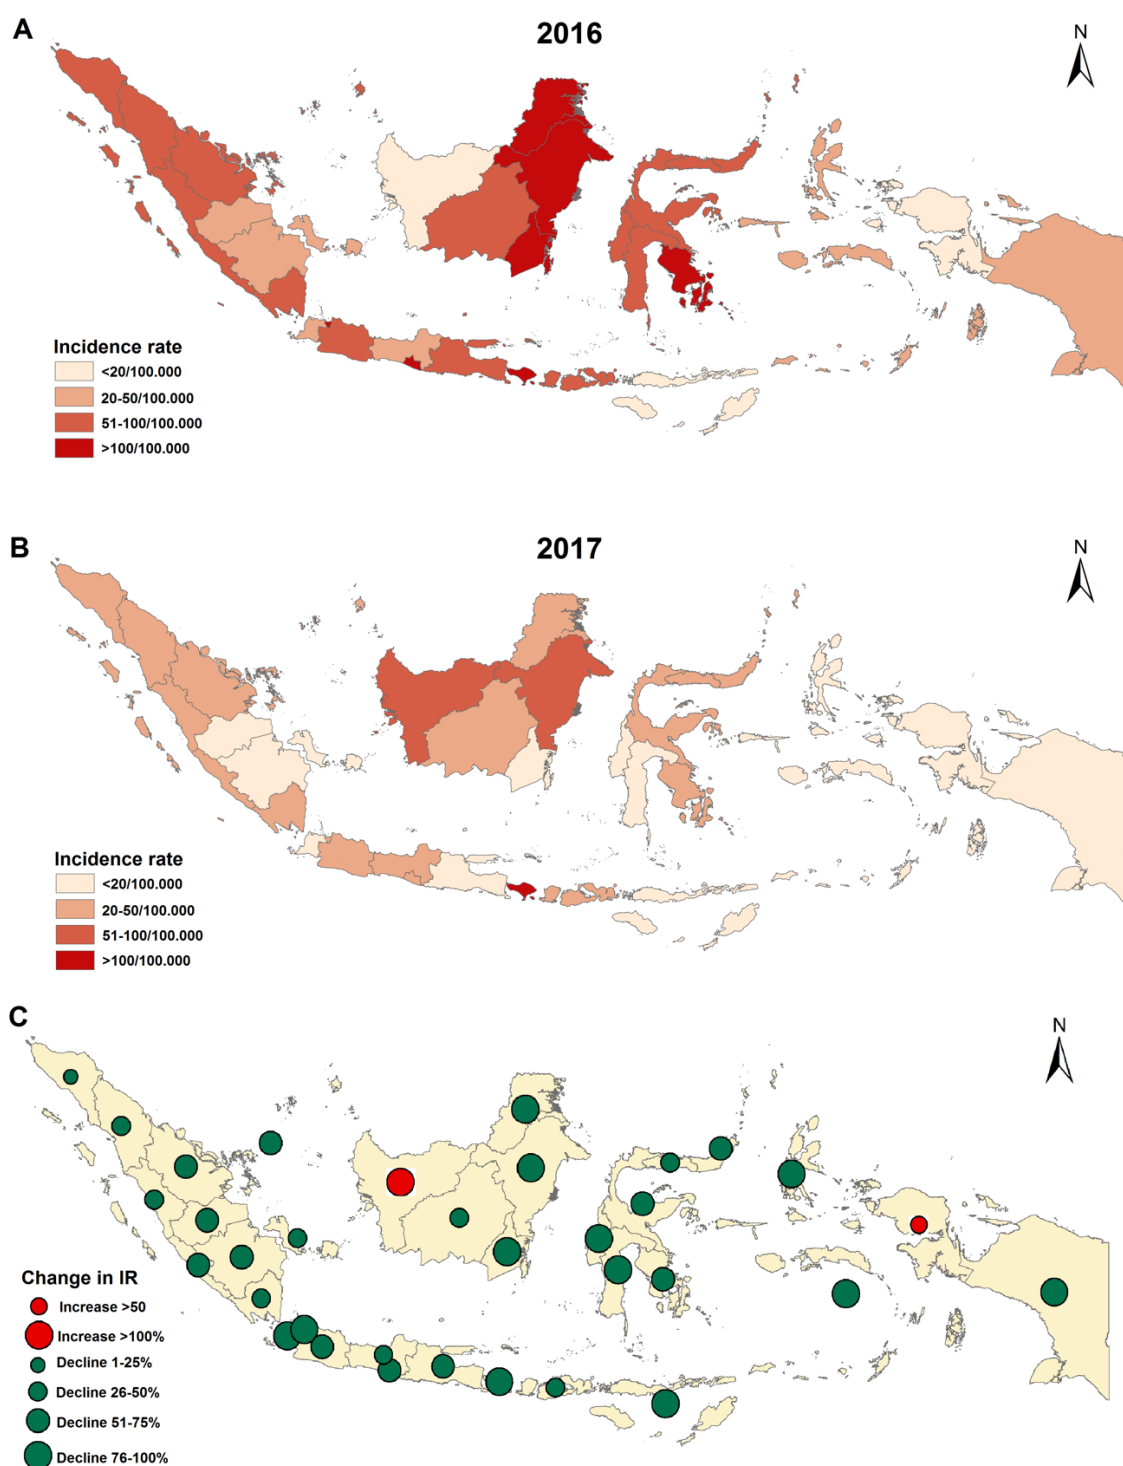 A
2016
N
Incidence rate
<20/100.000
20-50/100.000
51-100/100.000
>100/100.000
B
2017
N
Incidence rate
<20/100.000
20-50/100.000
51-100/100.000
>100/100.000
C
N
Change in IR
Increase >50
Increase >100%
Decline 1-25%
Decline 26-50%
Decline 51-75%
Decline 76-100%